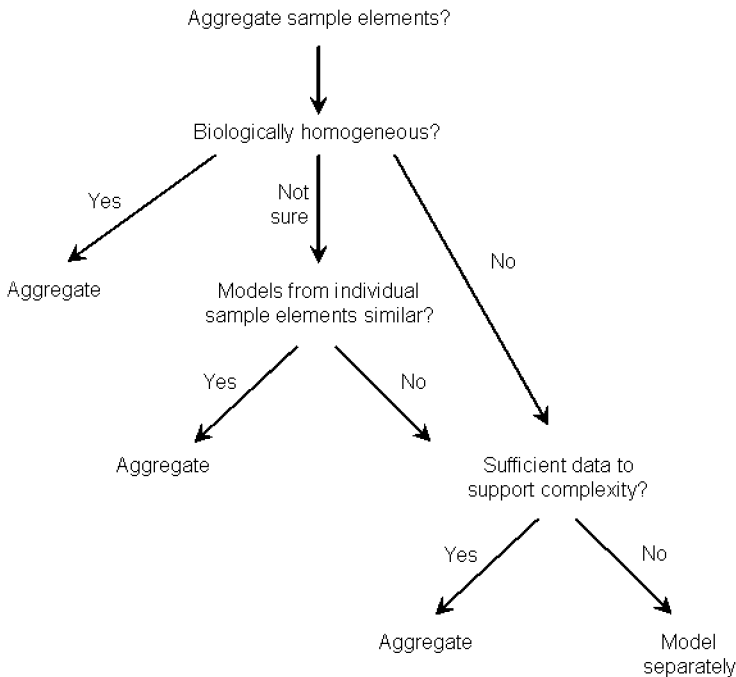 Aggregate sample elements?
Biologically homogeneous?
Yes
Not
sure
No
Aggregate
Models from individual
sample elements similar?
Yes
No
Aggregate
Sufficient data to
support complexity?
Yes
No
Aggregate
Model
separately